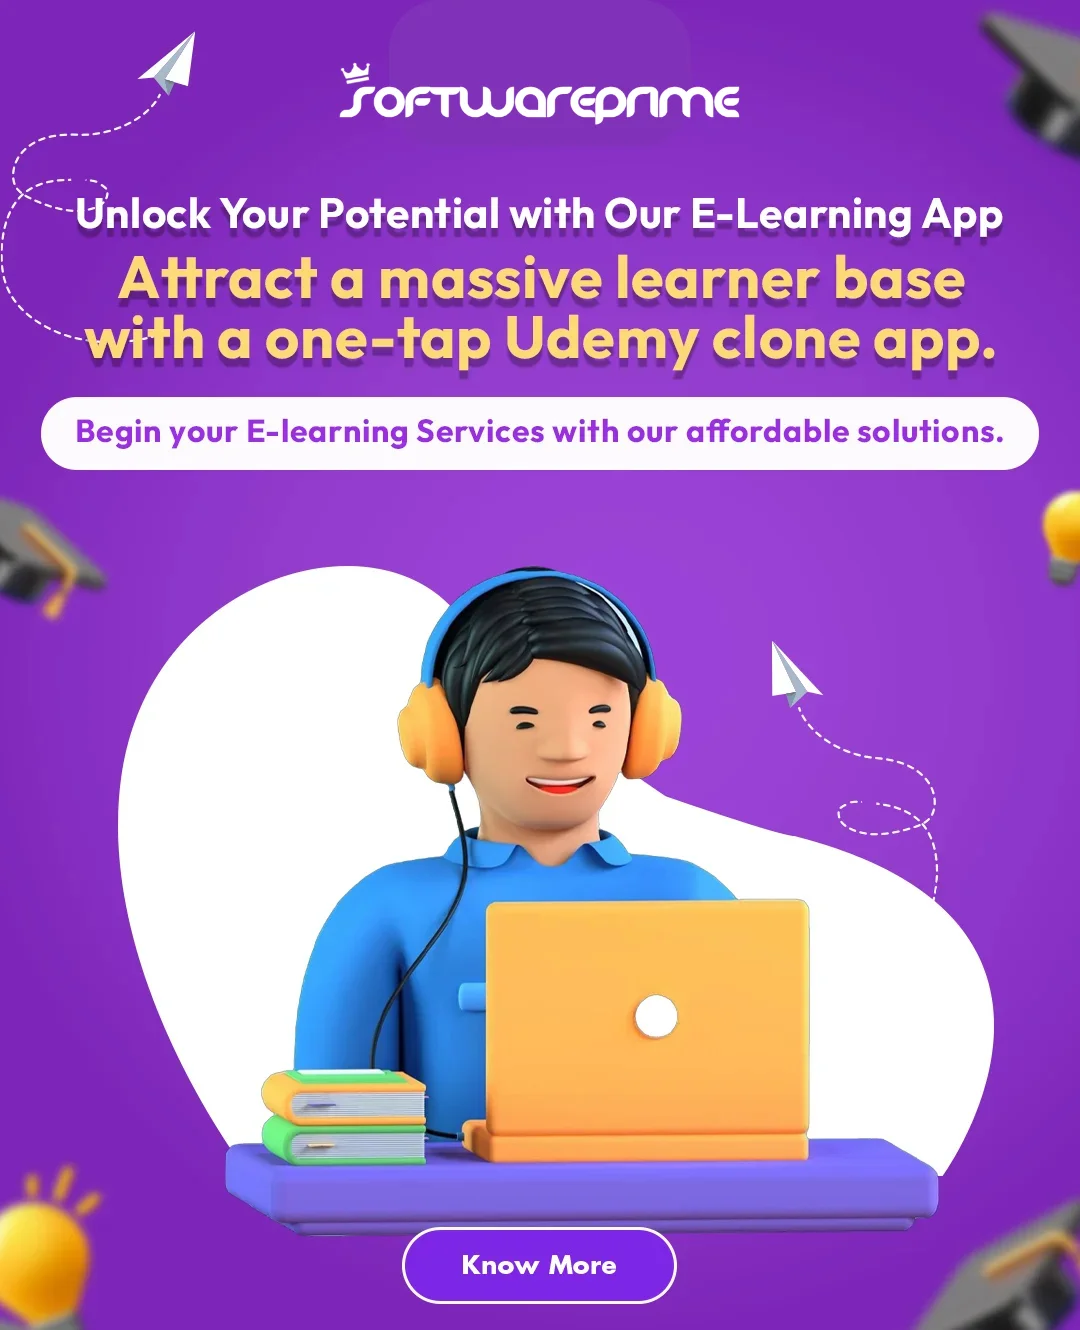 Softwareprime
Unlock Your Potential with Our E-Learning App
Attract a massive learner base
with a one-tap Udemy clone app.
Begin your E-learning Services with our affordable solutions.
Know More